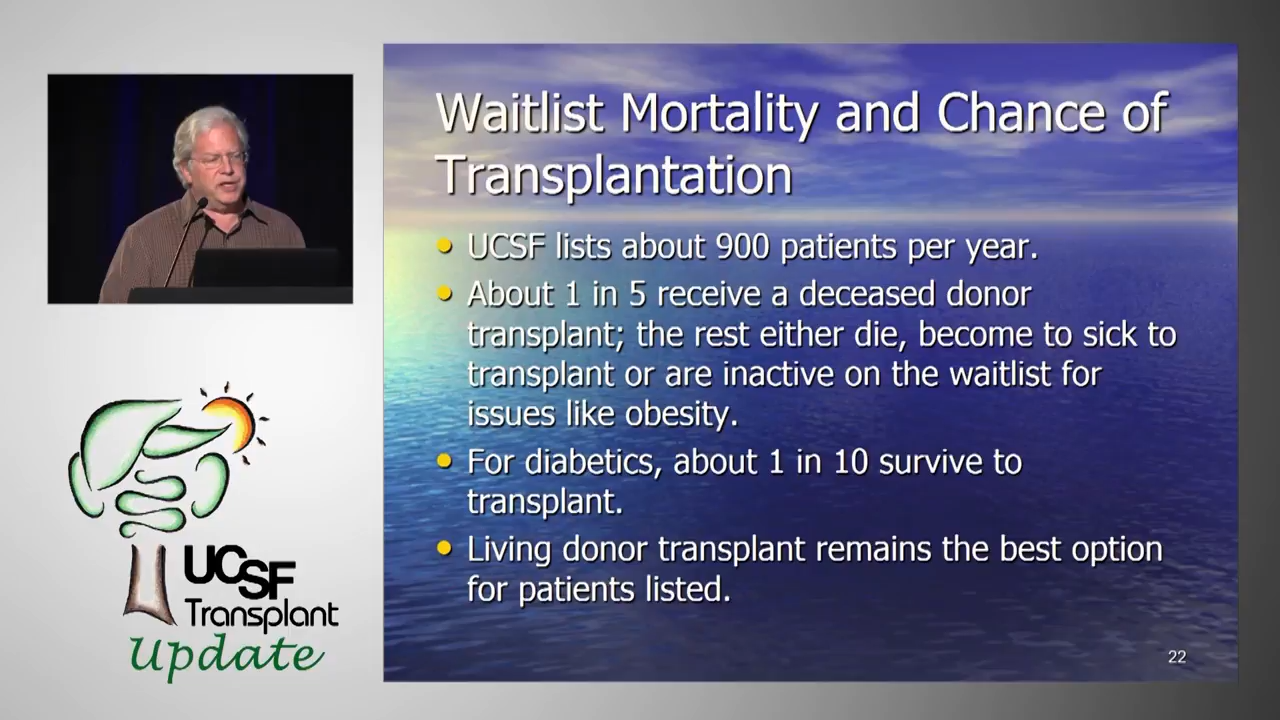 Waitlist Mortality and Chance of
Transplantation
• UCSF lists about 900 patients per year.
• About 1 in 5 receive a deceased donor
transplant; the rest either die, become to sick to
transplant or are inactive on the waitlist for
issues like obesity.
• For diabetics, about 1 in 10 survive to
transplant.
• Living donor transplant remains the best option
for patients listed.
22
UCSF
Transplant
Update